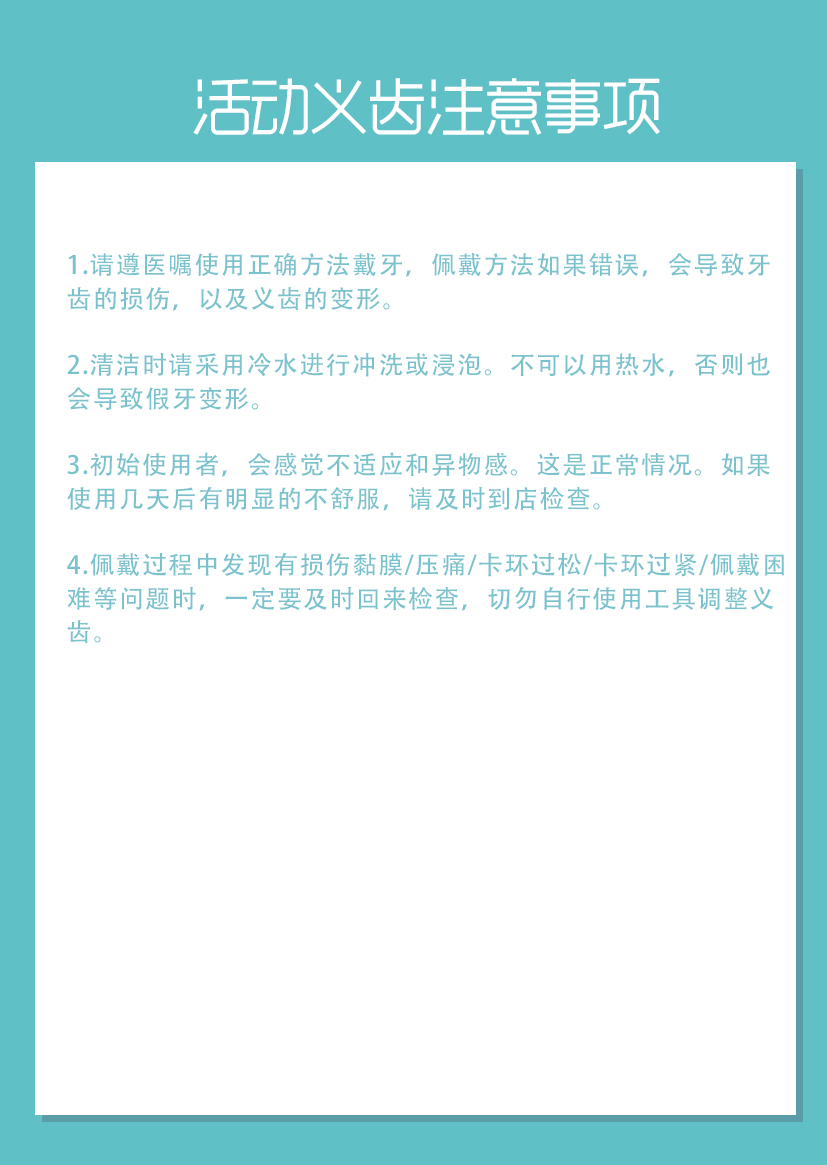 活动义齿注意事项
1.请遵医嘱使用正确方法戴牙，佩戴方法如果错误，会导致牙
齿的损伤，以及义齿的变形。
2.清洁时请采用冷水进行冲洗或浸泡。不可以用热水，否则也
会导致假牙变形。
3.初始使用者，会感觉不适应和异物感。这是正常情况。如果
使用几天后有明显的不舒服，请及时到店检查。
4.佩戴过程中发现有损伤黏膜/压痛/卡环过松/卡环过紧/佩戴困
难等问题时，一定要及时回来检查，切勿自行使用工具调整义
齿。